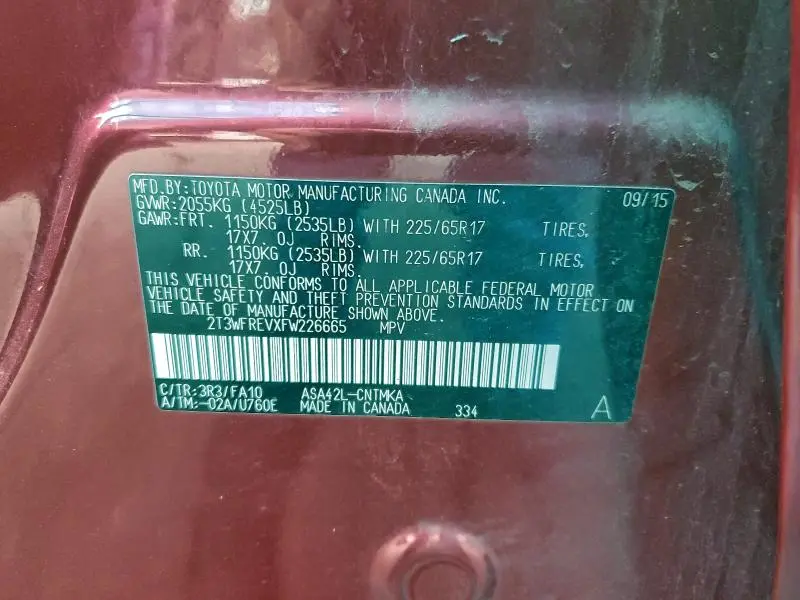 MFD.BY:TOYOTA MOTOR MANUFACTURING CANADA INC. 09/15
GVWR:2055KG (4525LB)
GAWR:FRT. 1150KG (2535LB) WITH 225/65R17 TIRES,
17X7. 0J RIMS.
RR. 1150KG (2535LB) WITH 225/65R17 TIRES,
17X7. 0J RIMS.
THIS VEHICLE CONFORMS TO ALL APPLICABLE FEDERAL MOTOR
VEHICLE SAFETY AND THEFT PREVENTION STANDARDS IN EFFECT ON
THE DATE OF MANUFACTURE SHOWN ABOVE.
2T3WFREVXFW226665 MPV
C/TR:3R3/FA10 ASA42L-CNTMKA
A/TM:-02A/U760E MADE IN CANADA 334 A